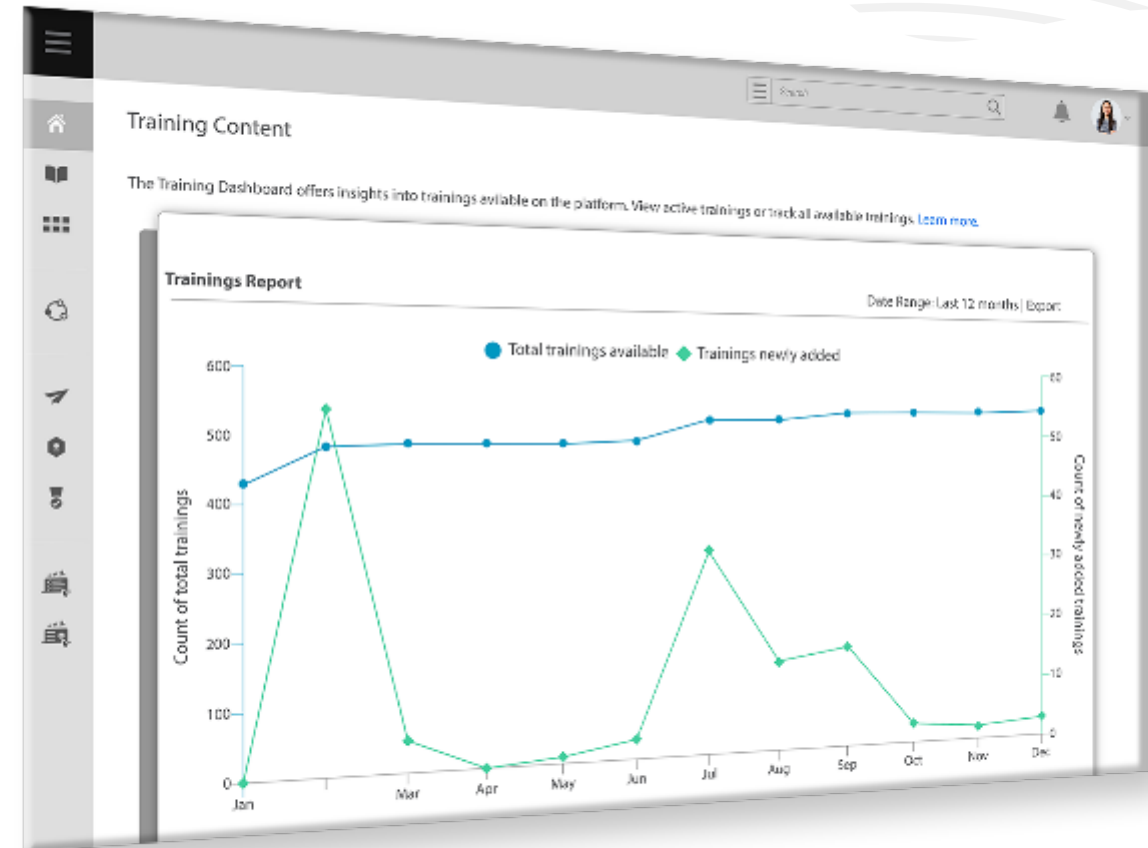 Search
Training Content
The Training Dashboard offers insights into trainings avilable on the platform. View active trainings or track all available trainings. Learn more.
Trainings Report
Date Range: Last 12 months | Export
Total trainings available
Trainings newly added
600
500
400
300
200
100
0
Count of total trainings
60
50
40
30
20
10
0
Count of newly added trainings
Jan
Mar
Apr
May
Jun
Jul
Aug
Sep
Oct
Nov
Dec